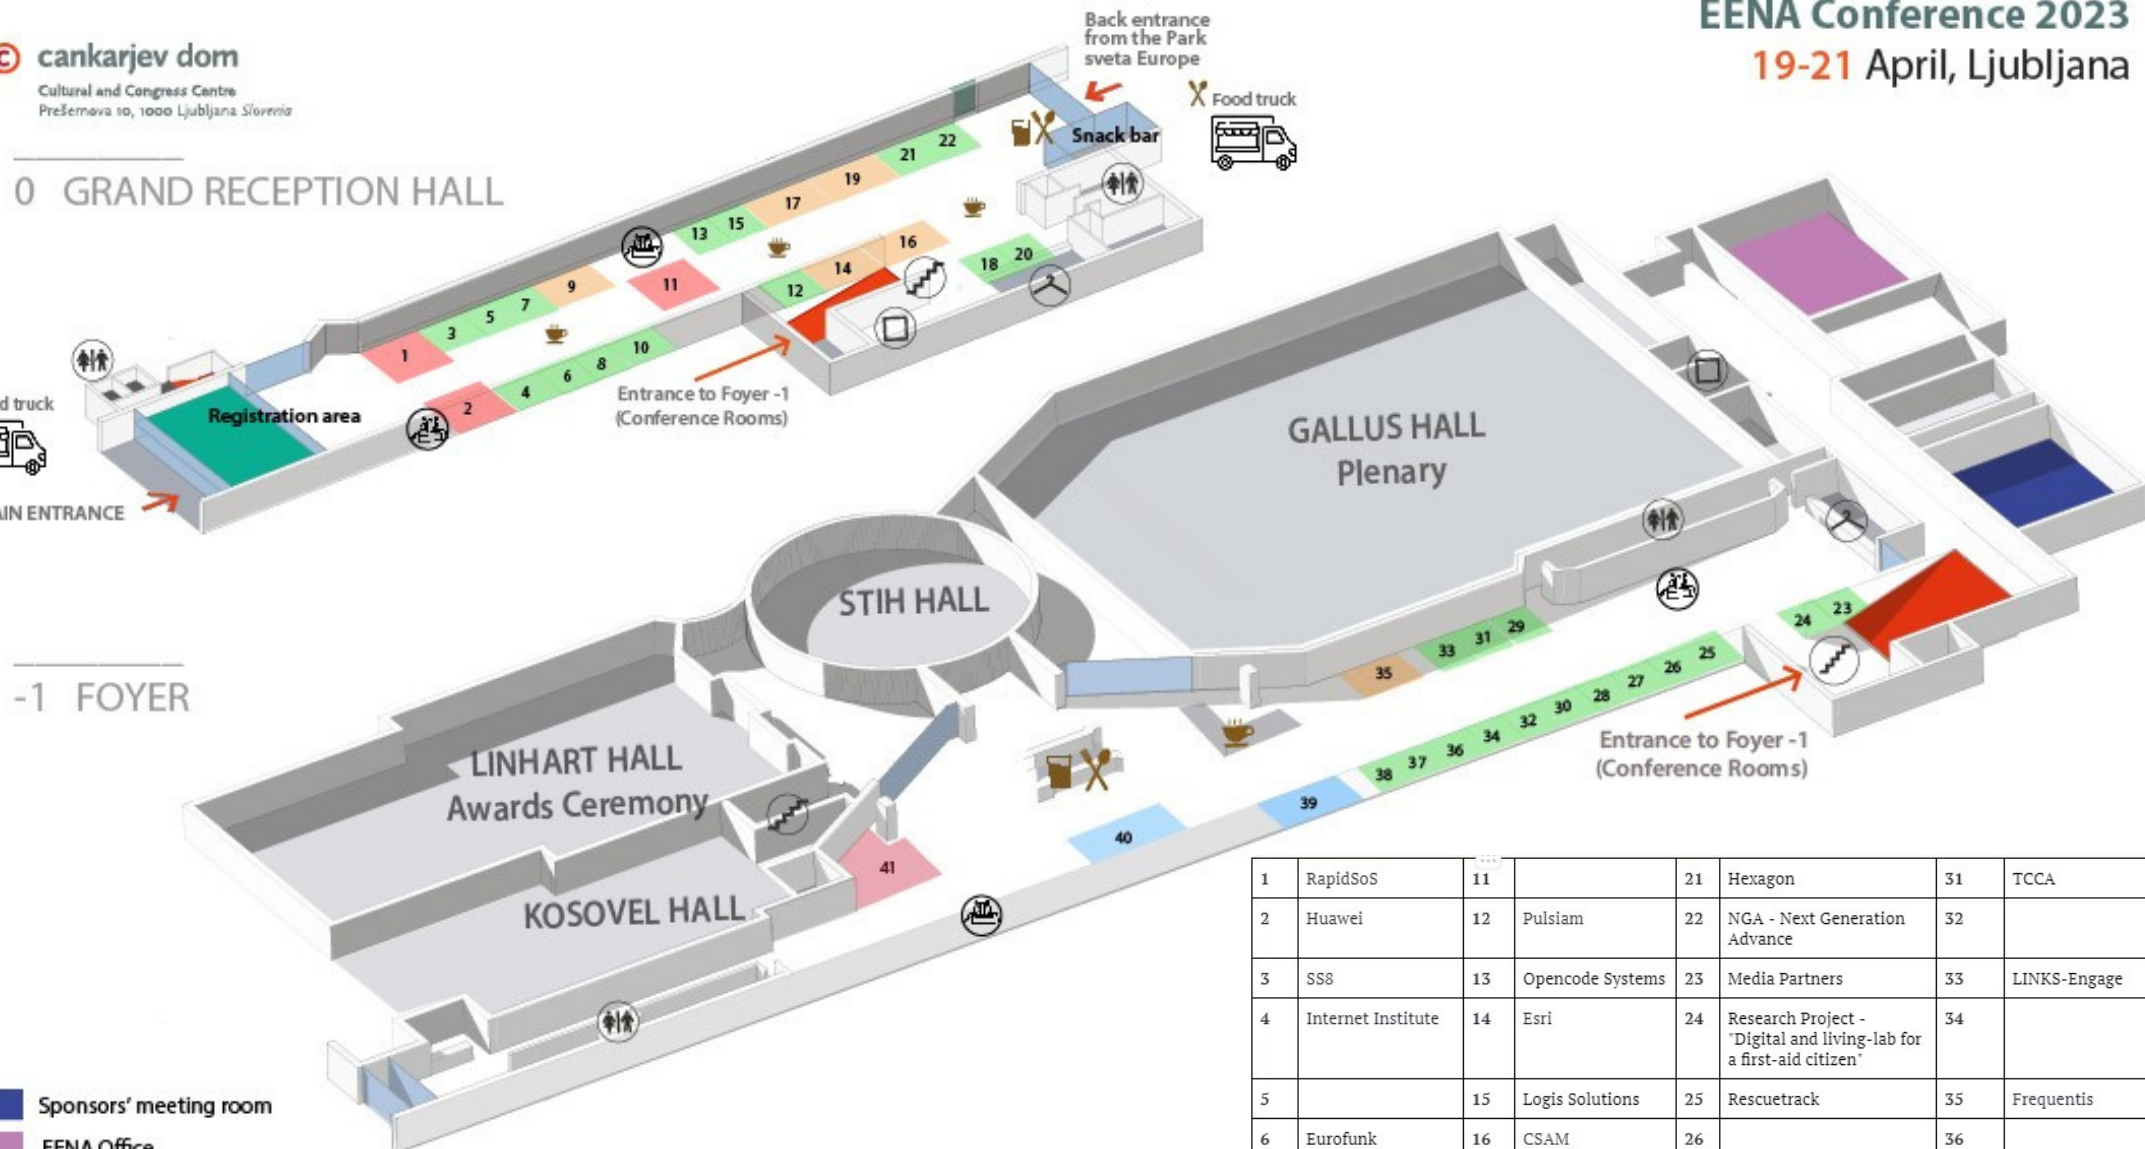 EENA Conference 2023
19-21 April, Ljubljana
cankarjev dom
Cultural and Congress Centre
Prešernova 10, 1000 Ljubljana Slovenia
0 GRAND RECEPTION HALL
Back entrance
from the Park
sveta Europe
Food truck
Snack bar
22
21
19
17
15
13
16
14
12
20
18
11
9
7
5
3
1
10
8
6
4
2
Entrance to Foyer -1
(Conference Rooms)
d truck
Registration area
AIN ENTRANCE
-1 FOYER
GALLUS HALL
Plenary
STIH HALL
LINHART HALL
Awards Ceremony
KOSOVEL HALL
23
24
29
31
33
35
25
26
27
28
30
32
34
36
37
38
39
40
41
Entrance to Foyer -1
(Conference Rooms)
Sponsors' meeting room
EENA Office
1 RapidSoS 11 21 Hexagon 31 TCCA
2 Huawei 12 Pulsiam 22 NGA - Next Generation 32
Advance
3 SS8 13 Opencode Systems 23 Media Partners 33 LINKS-Engage
4 Internet Institute 14 Esri 24 Research Project - 34
"Digital and living-lab for
a first-aid citizen"
5 15 Logis Solutions 25 Rescuetrack 35 Frequentis
6 Eurofunk 16 CSAM 26 36